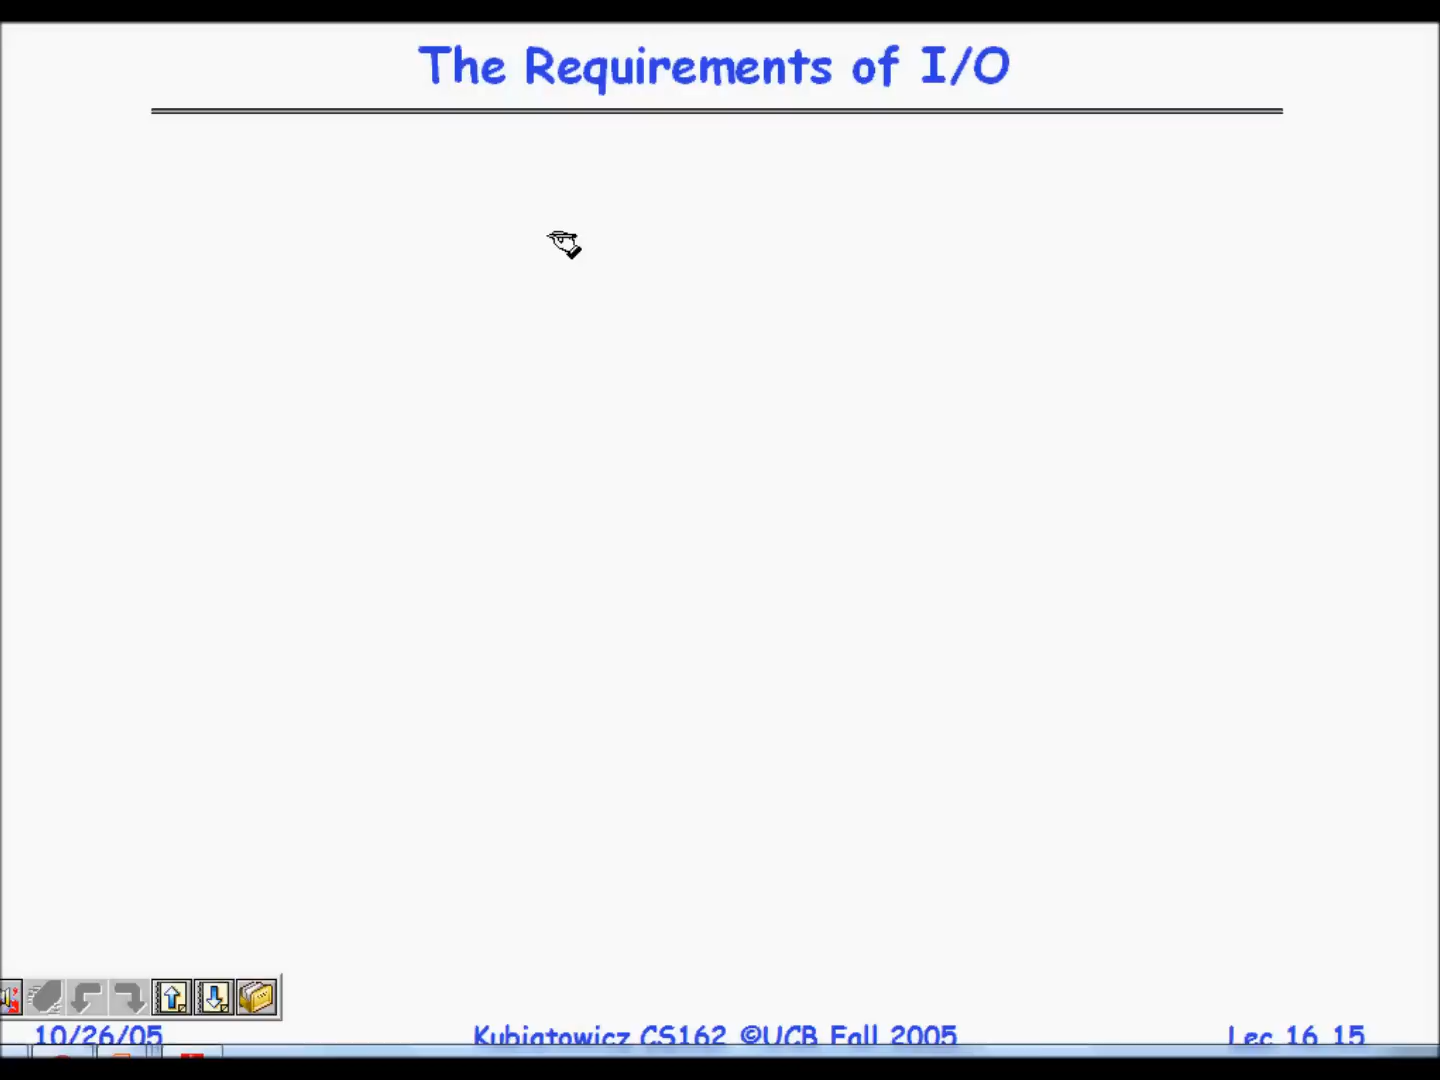 The Requirements of I/O
10/26/05
Kubiatowicz CS162 ©UCB Fall 2005
Lec 16 15